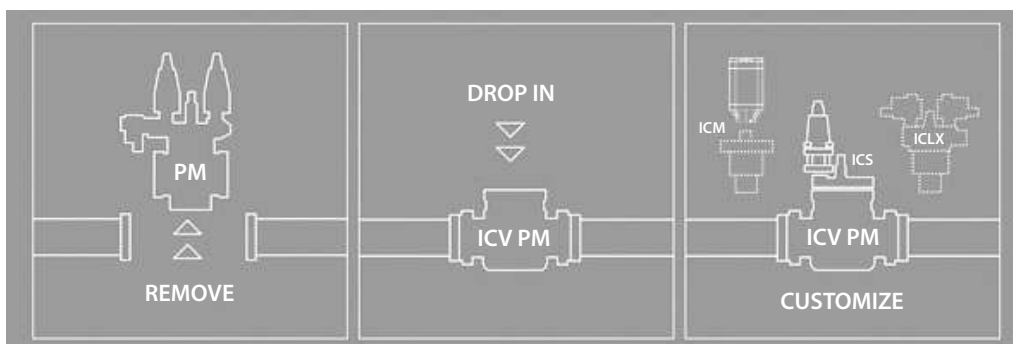 PM
REMOVE
DROP IN
ICV PM
ICM
ICS
ICLX
ICV PM
CUSTOMIZE